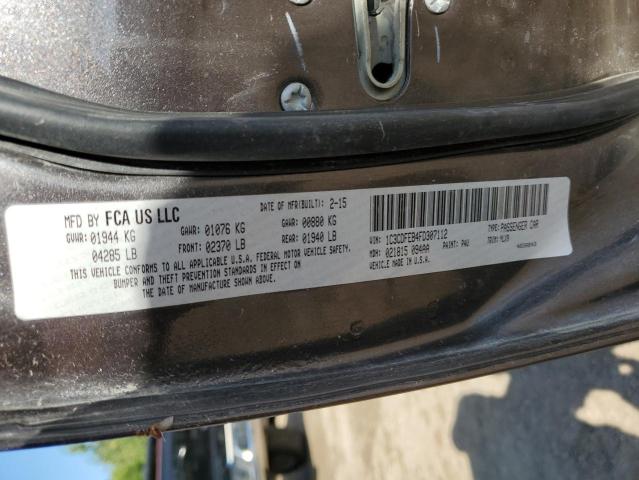 MFD BY FCA US LLC DATE OF MFR(BUILT): 2-15
GVWR: 01944 KG GAWR: 01076 KG GAWR: 00880 KG
04285 LB FRONT: 02370 LB REAR: 01940 LB
THIS VEHICLE CONFORMS TO ALL APPLICABLE U.S.A. FEDERAL MOTOR VEHICLE SAFETY,
BUMPER AND THEFT PREVENTION STANDARDS IN EFFECT ON
THE DATE OF MANUFACTURE SHOWN ABOVE.
VIN: 1C3CDFEB4FD307112 TYPE: PASSENGER CAR
MDH: 021815 094AA PAINT: PAU TRIM:
VEHICLE MADE IN U.S.A.